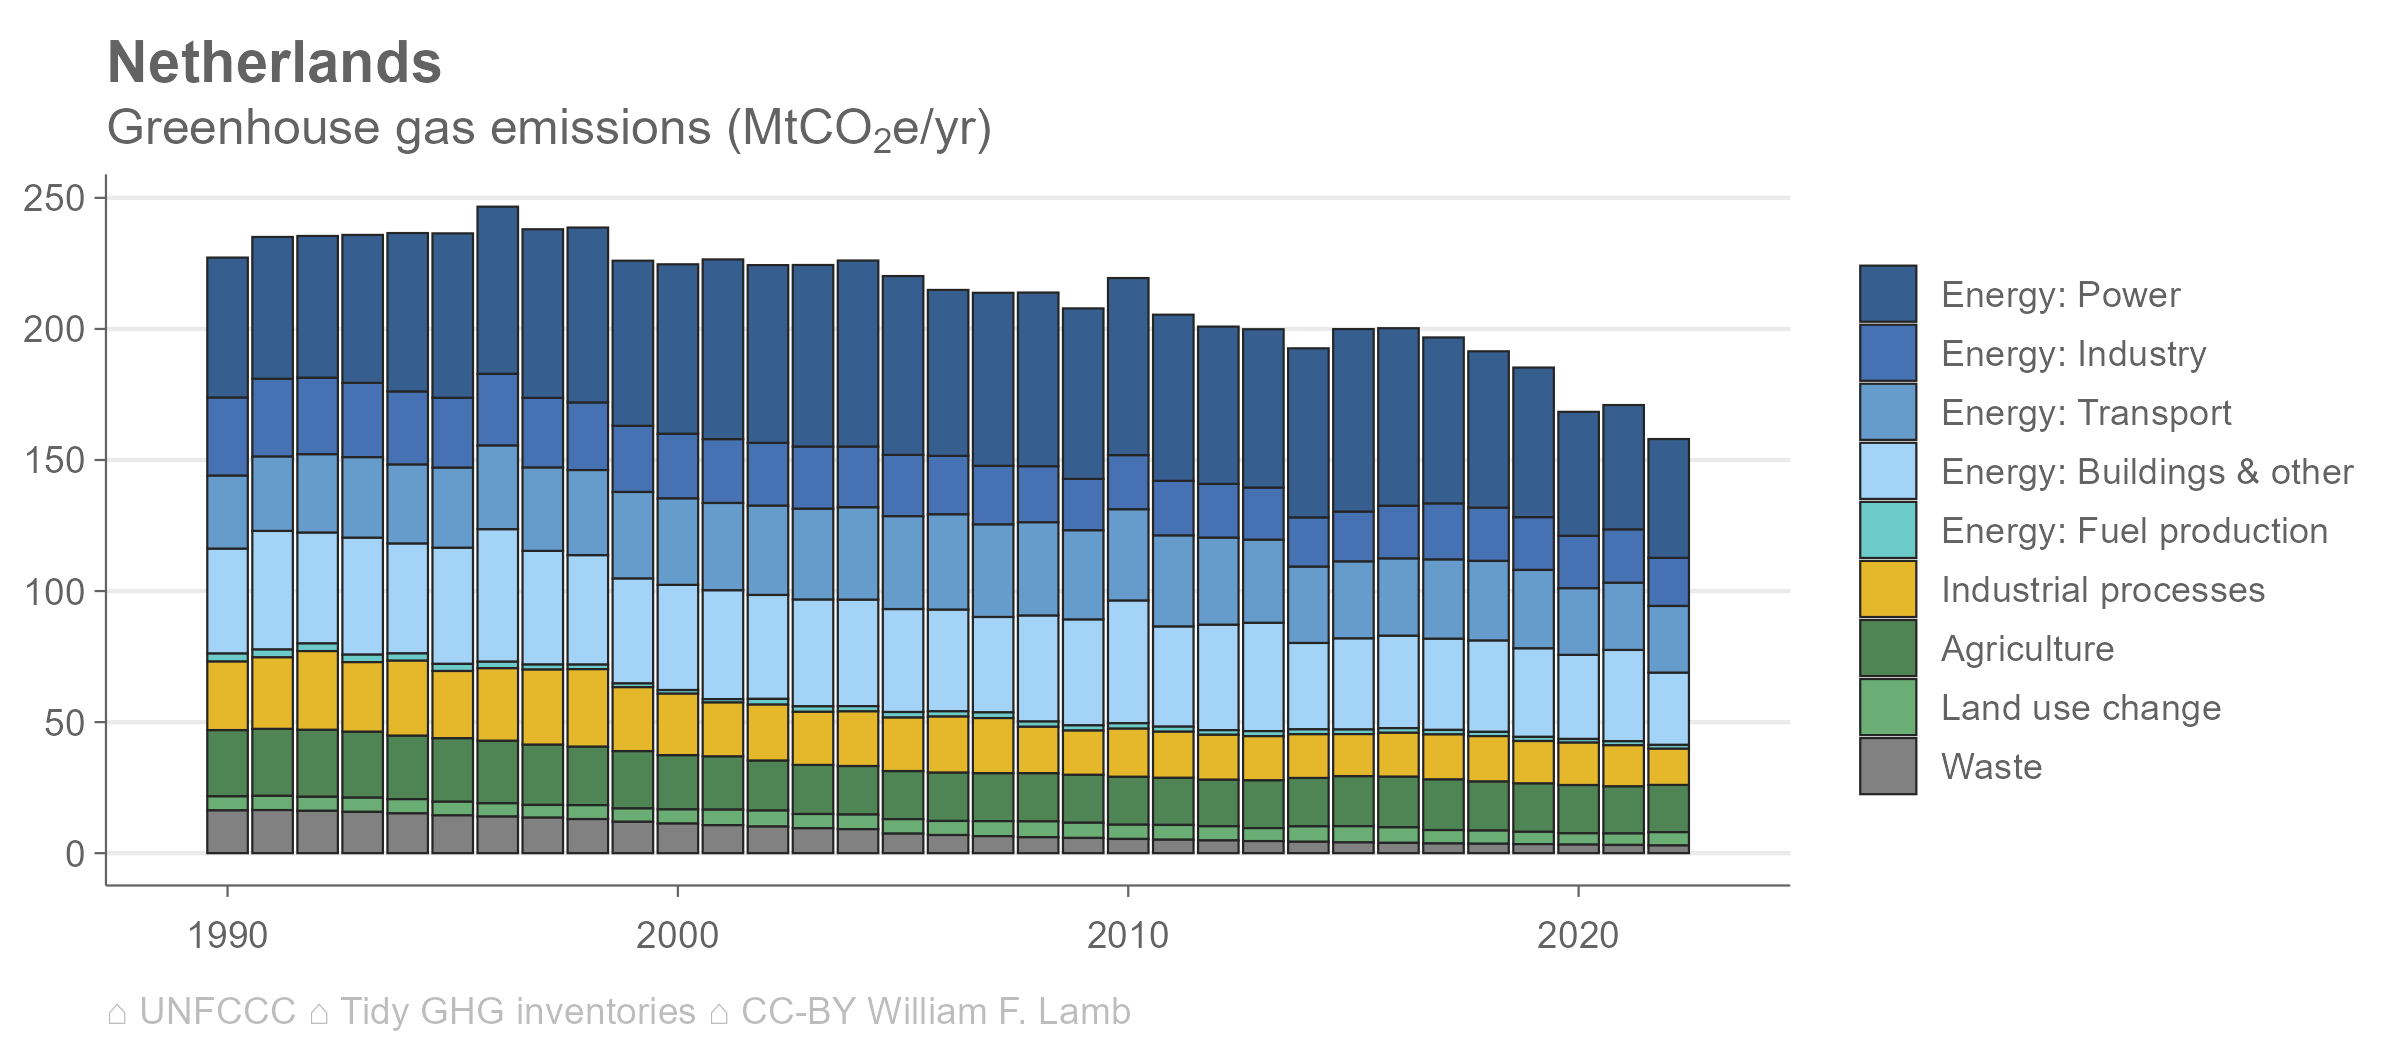 Netherlands
Greenhouse gas emissions (MtCO₂e/yr)
250
200
150
100
50
0
1990 2000 2010 2020
Energy: Power
Energy: Industry
Energy: Transport
Energy: Buildings & other
Energy: Fuel production
Industrial processes
Agriculture
Land use change
Waste
⌂ UNFCCC ⌂ Tidy GHG inventories ⌂ CC-BY William F. Lamb